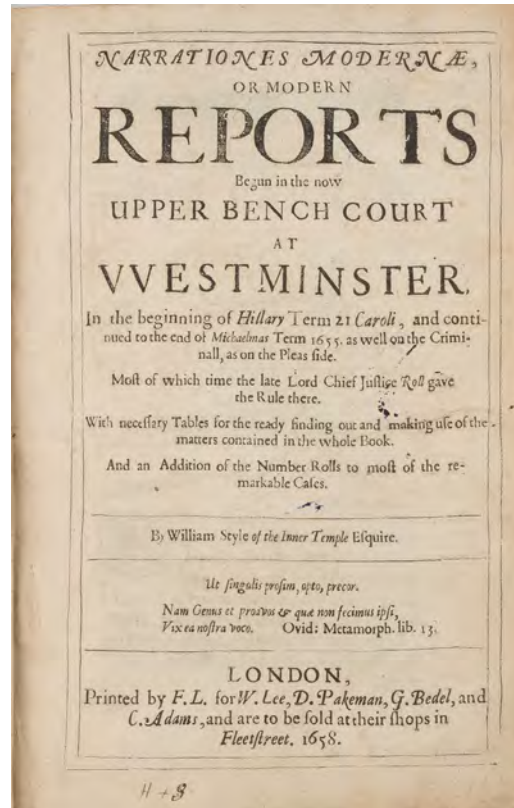 NARRATIONES MODERNÆ,
OR MODERN
REPORTS
Begun in the now
UPPER BENCH COURT
AT
VVESTMINSTER,
In the beginning of Hillary Term 21 Caroli, and conti-
nued to the end of Michaelmas Term 1655. as well on the Crimi-
nall, as on the Pleas ſide.
Moſt of which time the late Lord Chief Juſtice Roll gave
the Rule there.
With neceſſary Tables for the ready finding out and making uſe of the
matters contained in the whole Book.
And an Addition of the Number Rolls to moſt of the re-
markable Caſes.
By William Style of the Inner Temple Eſquire.
Ut ſingulis proſim, opto, precor.
Nam Genus et proavos & quæ non fecimus ipſi,
Vix ea noſtra voco. Ovid: Metamorph. lib. 13.
LONDON,
Printed by F.L. for W. Lee, D. Pakeman, G. Bedel, and
C. Adams, and are to be ſold at their ſhops in
Fleetſtreet. 1658.